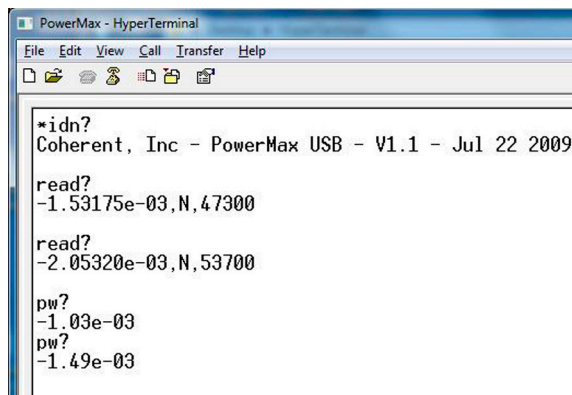 PowerMax - HyperTerminal
File Edit View Call Transfer Help
*idn?
Coherent, Inc - PowerMax USB - V1.1 - Jul 22 2009
read?
-1.53175e-03,N,47300
read?
-2.05320e-03,N,53700
pw?
-1.03e-03
pw?
-1.49e-03